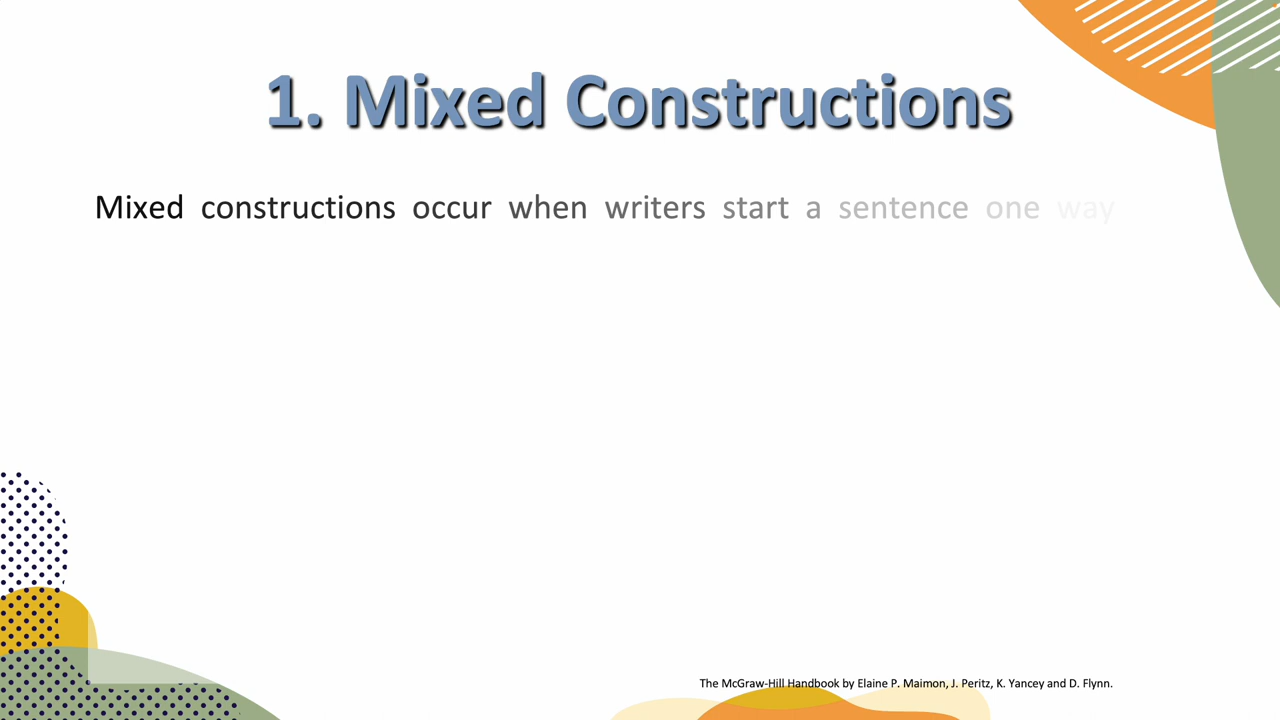 1. Mixed Constructions
Mixed constructions occur when writers start a sentence one way
The McGraw-Hill Handbook by Elaine P. Maimon, J. Peritz, K. Yancey and D. Flynn.